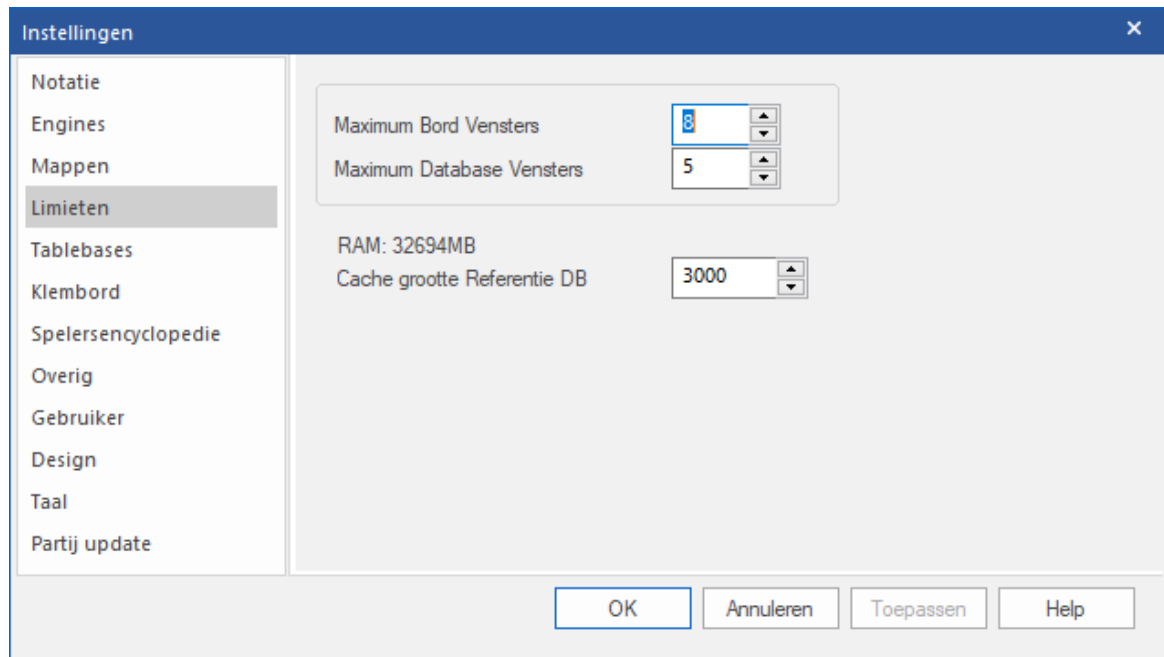 Instellingen
Notatie
Engines
Mappen
Limieten
Tablebases
Klembord
Spelersencyclopedie
Overig
Gebruiker
Design
Taal
Partij update
Maximum Bord Vensters 8
Maximum Database Vensters 5
RAM: 32694MB
Cache grootte Referentie DB 3000
OK Annuleren Toepassen Help